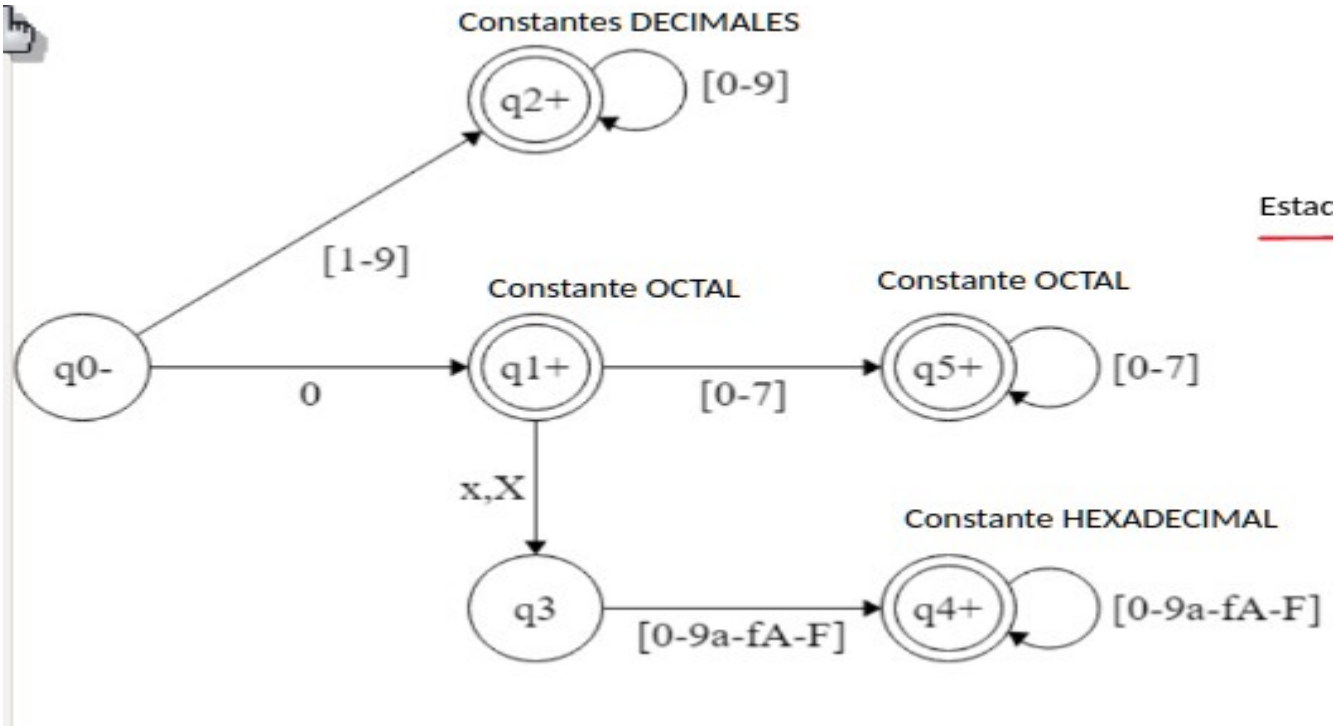 Constantes DECIMALES
q2+
[0-9]
Estad
[1-9]
Constante OCTAL
Constante OCTAL
q0-
0
q1+
[0-7]
q5+
[0-7]
x,X
Constante HEXADECIMAL
q3
[0-9a-fA-F]
q4+
[0-9a-fA-F]